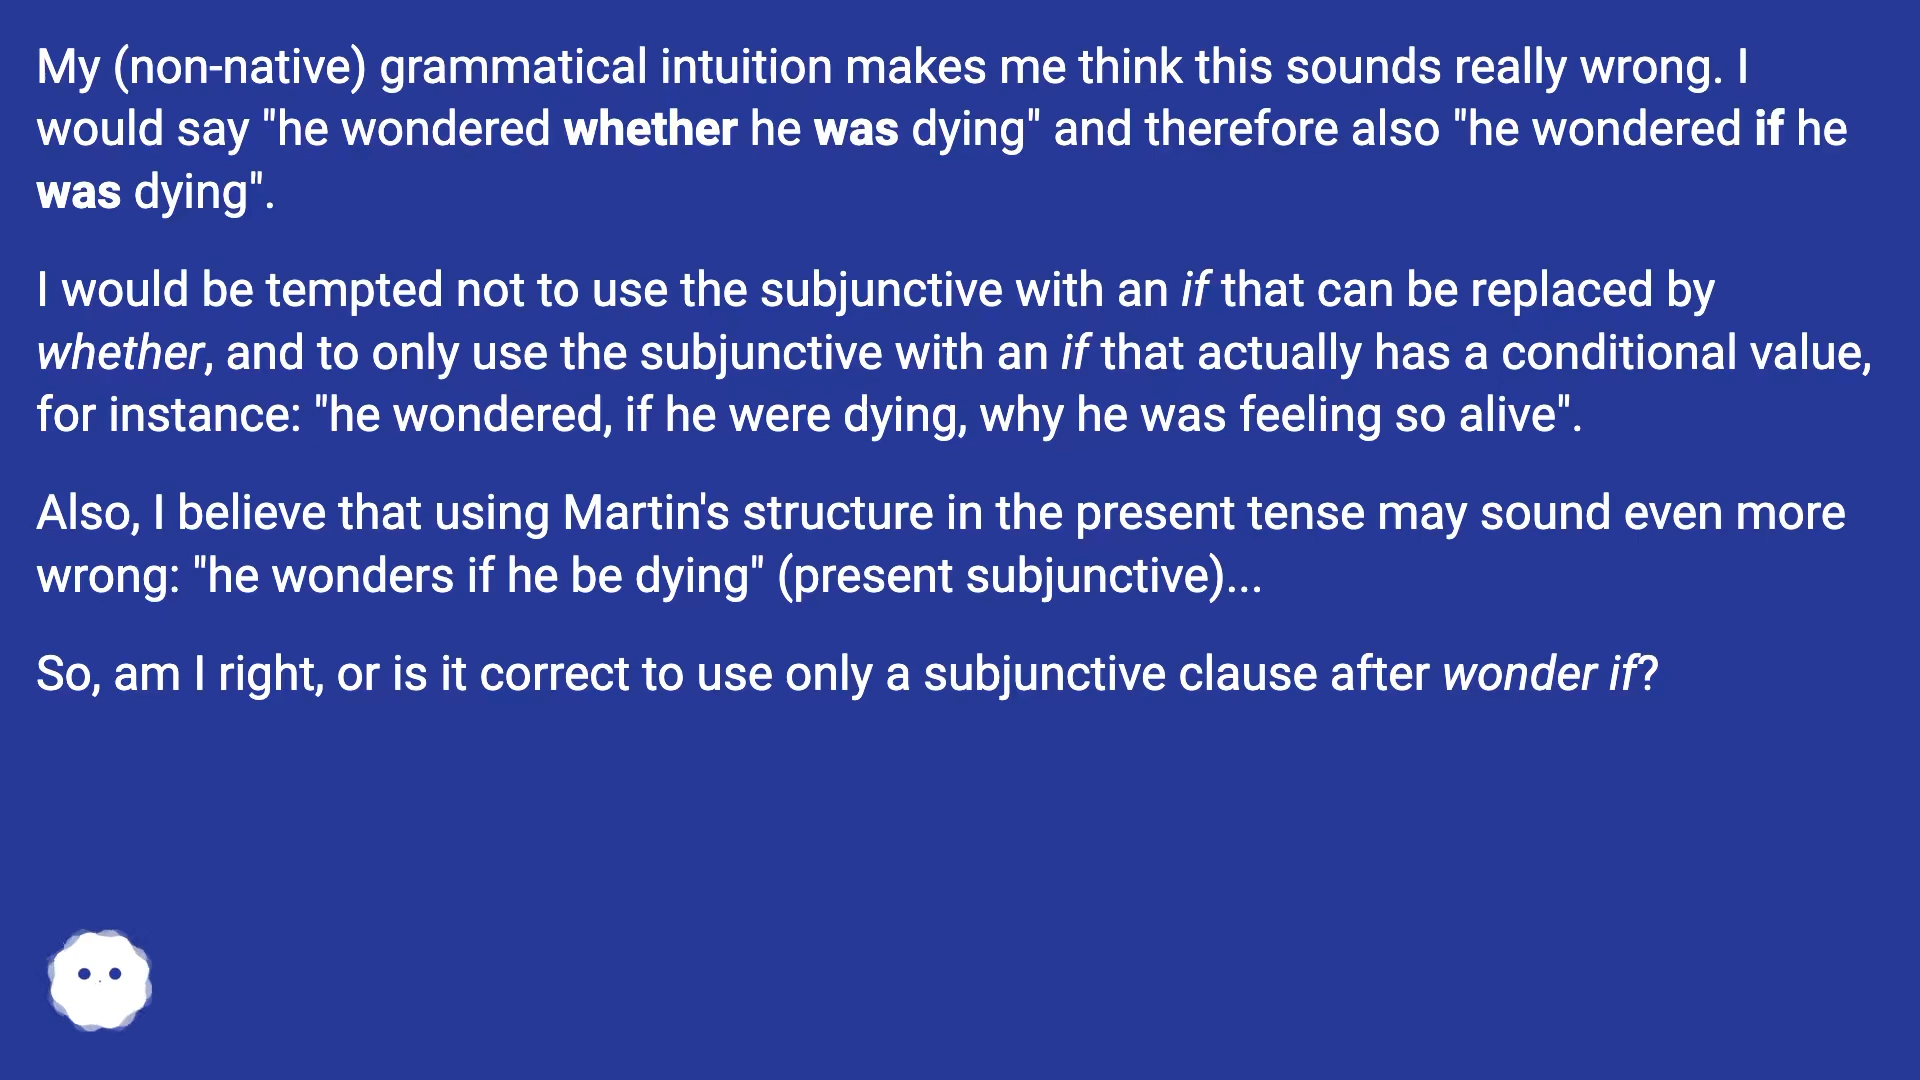 My (non-native) grammatical intuition makes me think this sounds really wrong. I
would say "he wondered whether he was dying" and therefore also "he wondered if he
was dying".
I would be tempted not to use the subjunctive with an if that can be replaced by
whether, and to only use the subjunctive with an if that actually has a conditional value,
for instance: "he wondered, if he were dying, why he was feeling so alive".
Also, I believe that using Martin's structure in the present tense may sound even more
wrong: "he wonders if he be dying" (present subjunctive)...
So, am I right, or is it correct to use only a subjunctive clause after wonder if?